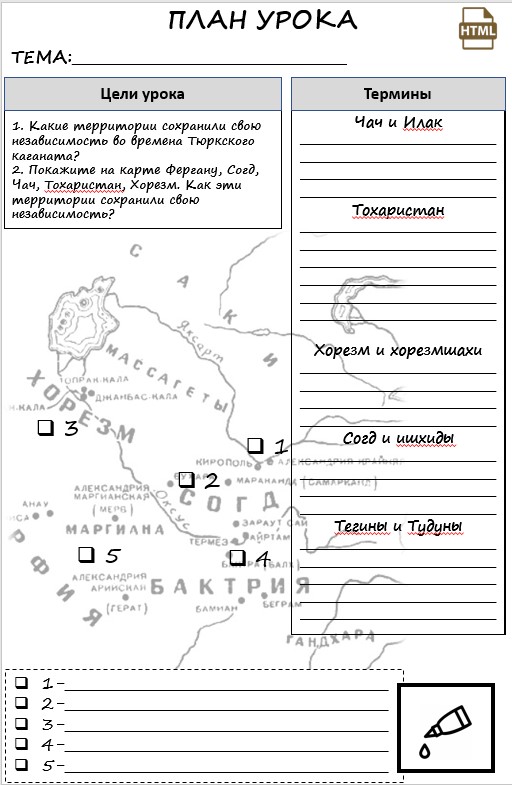 ПЛАН УРОКА
HTML
ТЕМА:
Цели урока
1. Какие территории сохранили свою
независимость во времена Тюркского
каганата?
2. Покажите на карте Фергану, Согд,
Чач, Тохаристан, Хорезм. Как эти
территории сохранили свою
независимость?
Термины
Чач и Илак
Тохаристан
Хорезм и хорезмшахи
Согд и ишхиды
Тегины и Тудуны
САКИ
Яксарт
МАССАГЕТЫ
ТОПРАК-КАЛА
ДЖАНБАС-КАЛА
ХОРЕЗМ
3
1
КИРОПОЛЬ
АЛЕКСАНДРИЯ КРАЙНЯЯ
2
МАРАКАНДА (САМАРКАНД)
АЛЕКСАНДРИЯ
МАРГИАНСКАЯ
(МЕРВ)
СОГД
Оксус
АНАУ
МАРГИАНА
ЗАРАУТ САЙ
ТЕРМЕЗ
АЙРТАМ
5
4
АЛЕКСАНДРИЯ
АРИЙСКАЯ
(ГЕРАТ)
БАКТРИЯ
БАМИАН
БЕГРАМ
РФИЯ
ГАНДХАРА
1-
2-
3-
4-
5-